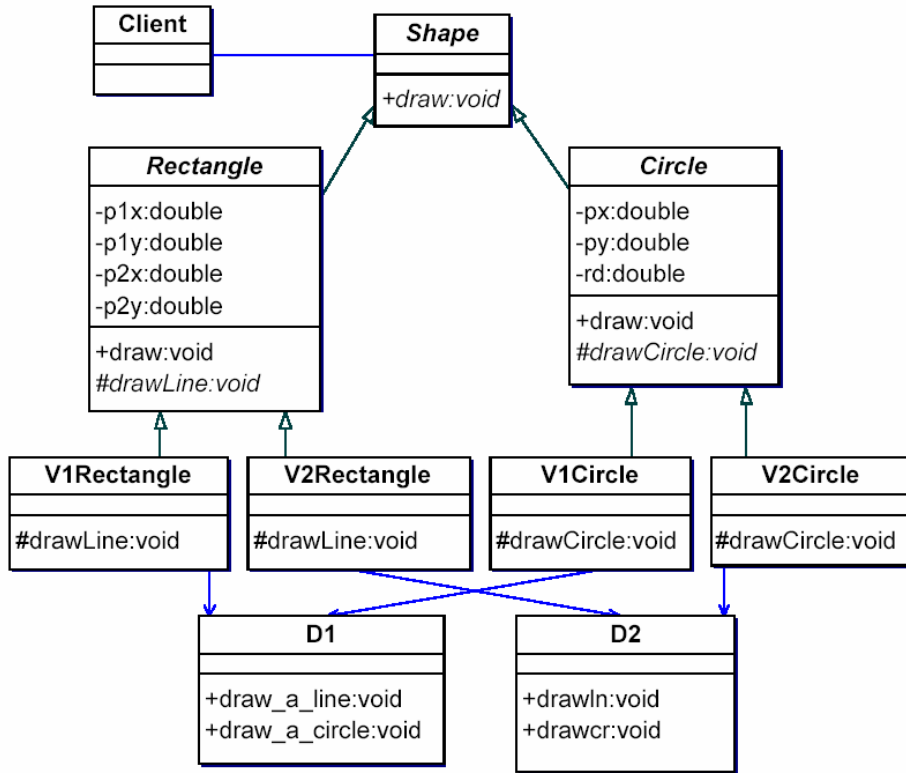 Client
Shape
+draw:void
Rectangle
-p1x:double
-p1y:double
-p2x:double
-p2y:double
+draw:void
#drawLine:void
Circle
-px:double
-py:double
-rd:double
+draw:void
#drawCircle:void
V1Rectangle
#drawLine:void
V2Rectangle
#drawLine:void
V1Circle
#drawCircle:void
V2Circle
#drawCircle:void
D1
+draw_a_line:void
+draw_a_circle:void
D2
+drawln:void
+drawcr:void